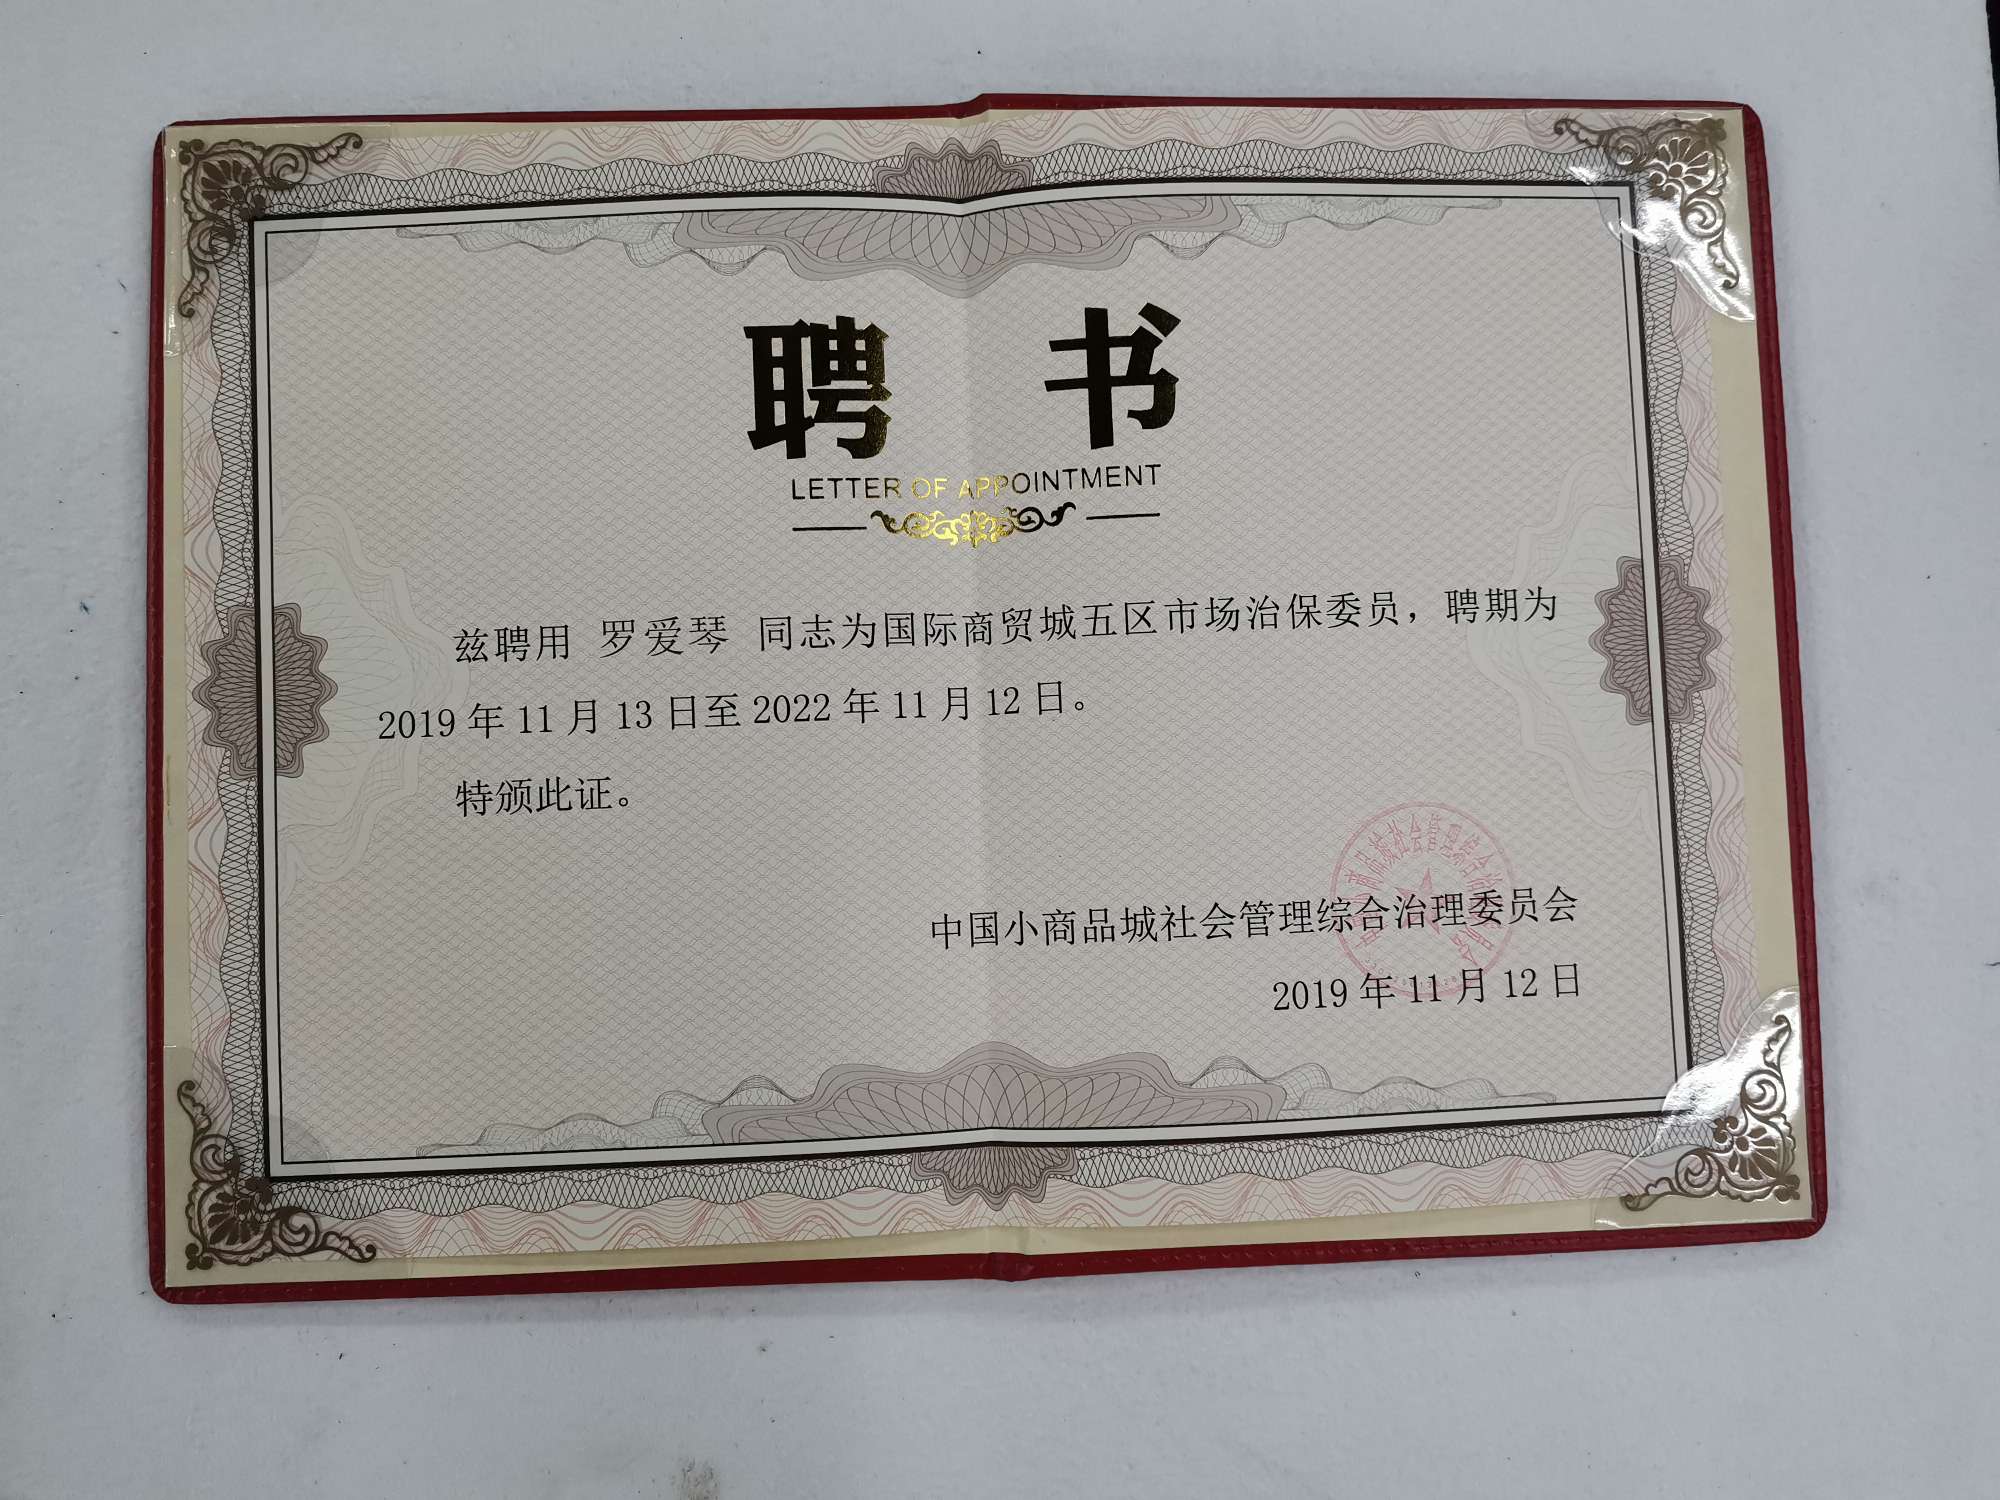 聘 书
LETTER OF APPOINTMENT
兹聘用 罗爱琴 同志为国际商贸城五区市场治保委员，聘期为
2019年11月13日至2022年11月12日。
特颁此证。
中国小商品城社会管理综合治理委员会
2019年11月12日